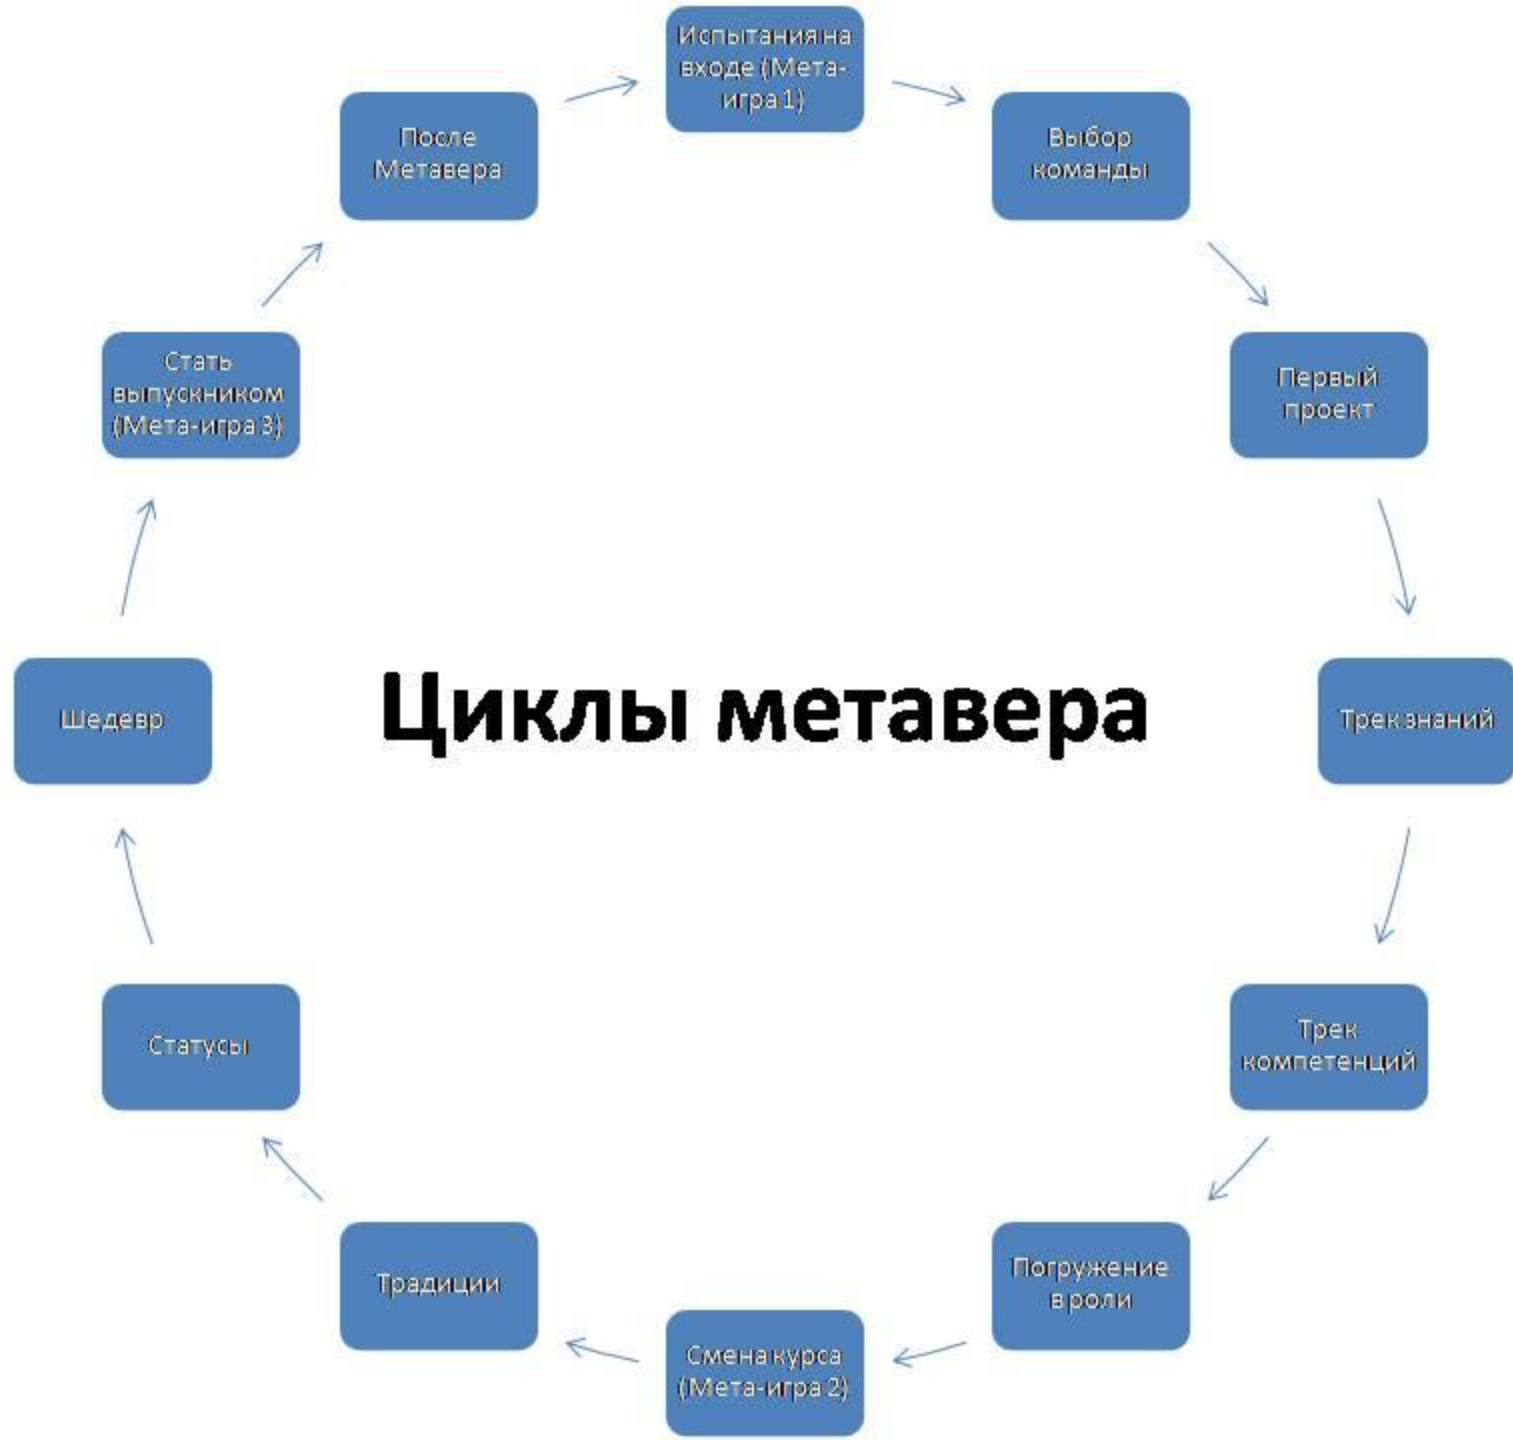 Испытания на
входе (Мета-
игра 1)
Выбор
команды
Первый
проект
Трек знаний
Трек
компетенций
Погружение
в роли
Смена курса
(Мета-игра 2)
Традиции
Статусы
Шедевр
Стать
выпускником
(Мета-игра 3)
После
Метавера
Циклы метавера